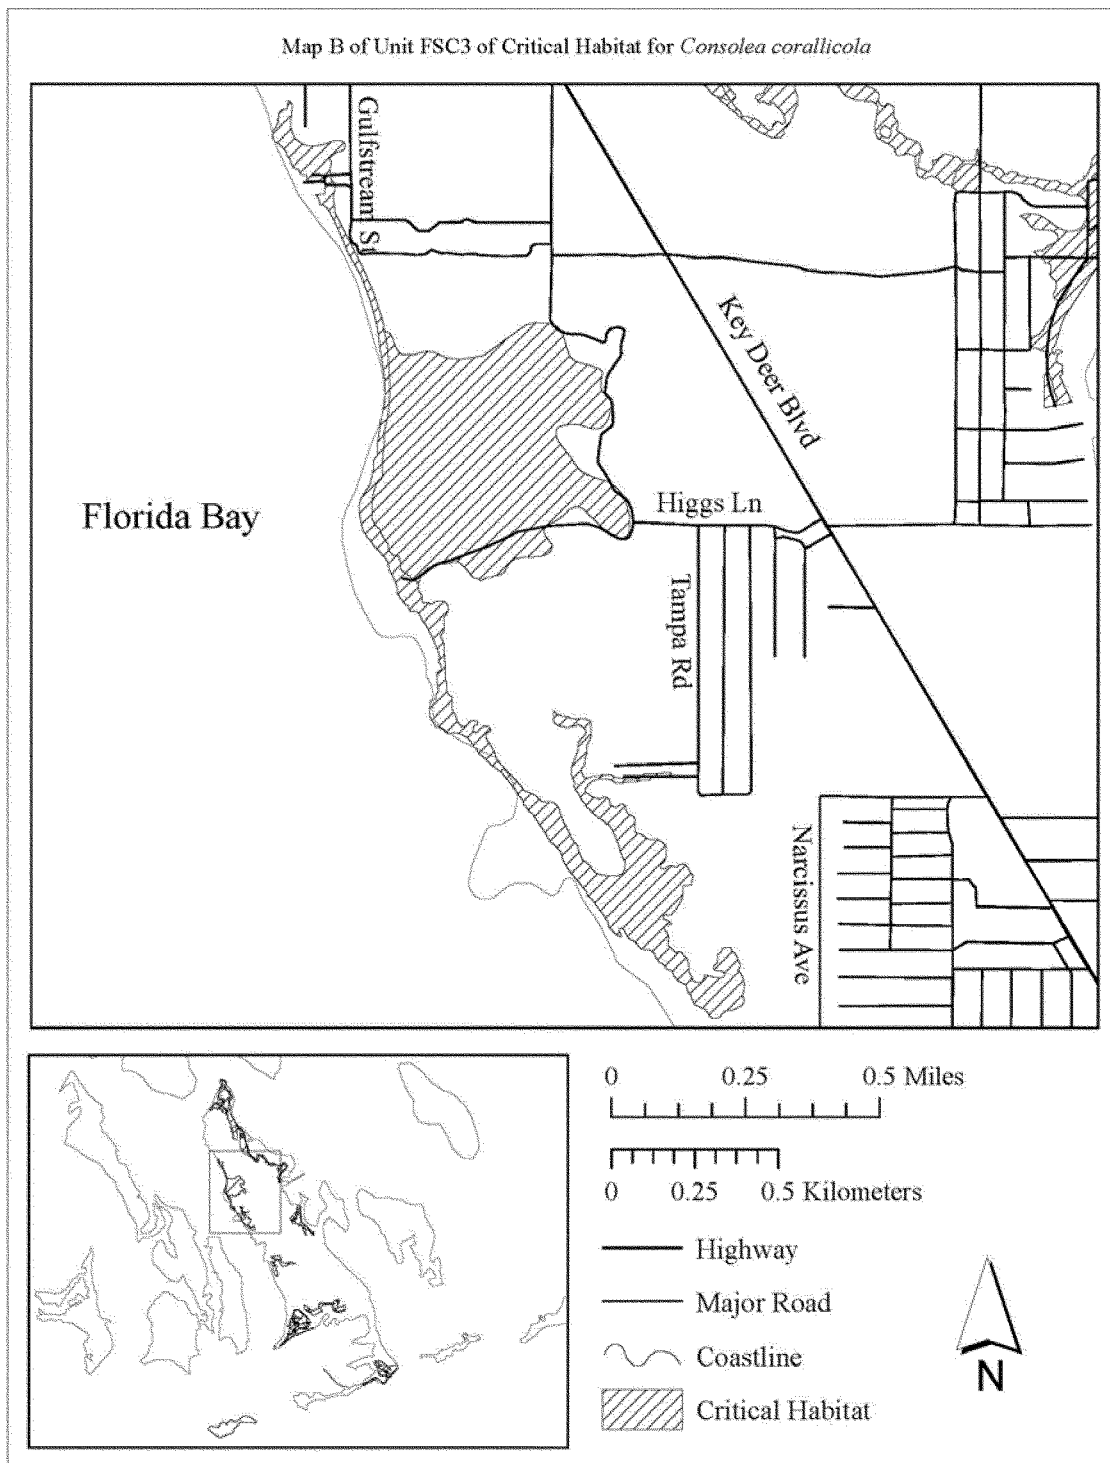 Map B of Unit FSC3 of Critical Habitat for Consolea corallicola
Gulfstream St
Key Deer Blvd
Florida Bay
Higgs Ln
Tampa Rd
Narcissus Ave
0 0.25 0.5 Miles
0 0.25 0.5 Kilometers
Highway
Major Road
Coastline
Critical Habitat
N